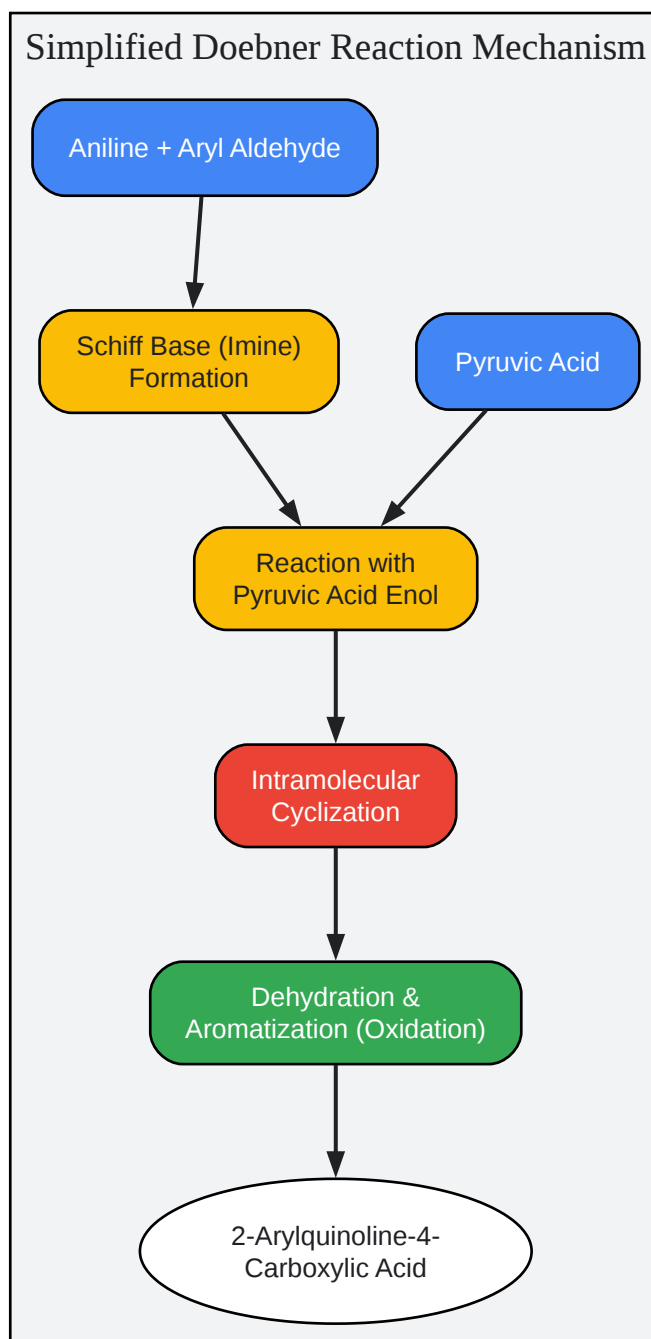 Simplified Doebner Reaction Mechanism
Aniline + Aryl Aldehyde
Schiff Base (Imine)
Formation
Pyruvic Acid
Reaction with
Pyruvic Acid Enol
Intramolecular
Cyclization
Dehydration &
Aromatization (Oxidation)
2-Arylquinoline-4-
Carboxylic Acid